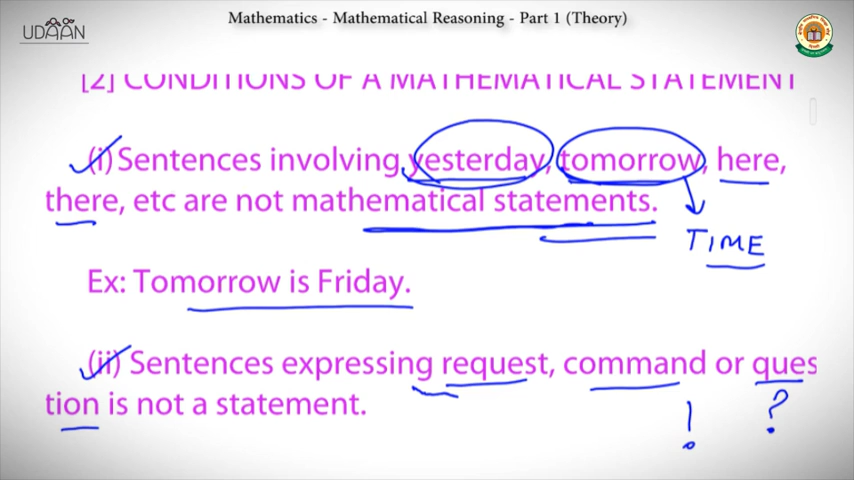 Mathematics - Mathematical Reasoning - Part 1 (Theory)
UDAAN
[2] CONDITIONS OF A MATHEMATICAL STATEMENT
(i) Sentences involving yesterday, tomorrow, here,
there, etc are not mathematical statements.
TIME
Ex: Tomorrow is Friday.
(ii) Sentences expressing request, command or ques
tion is not a statement.
! ?